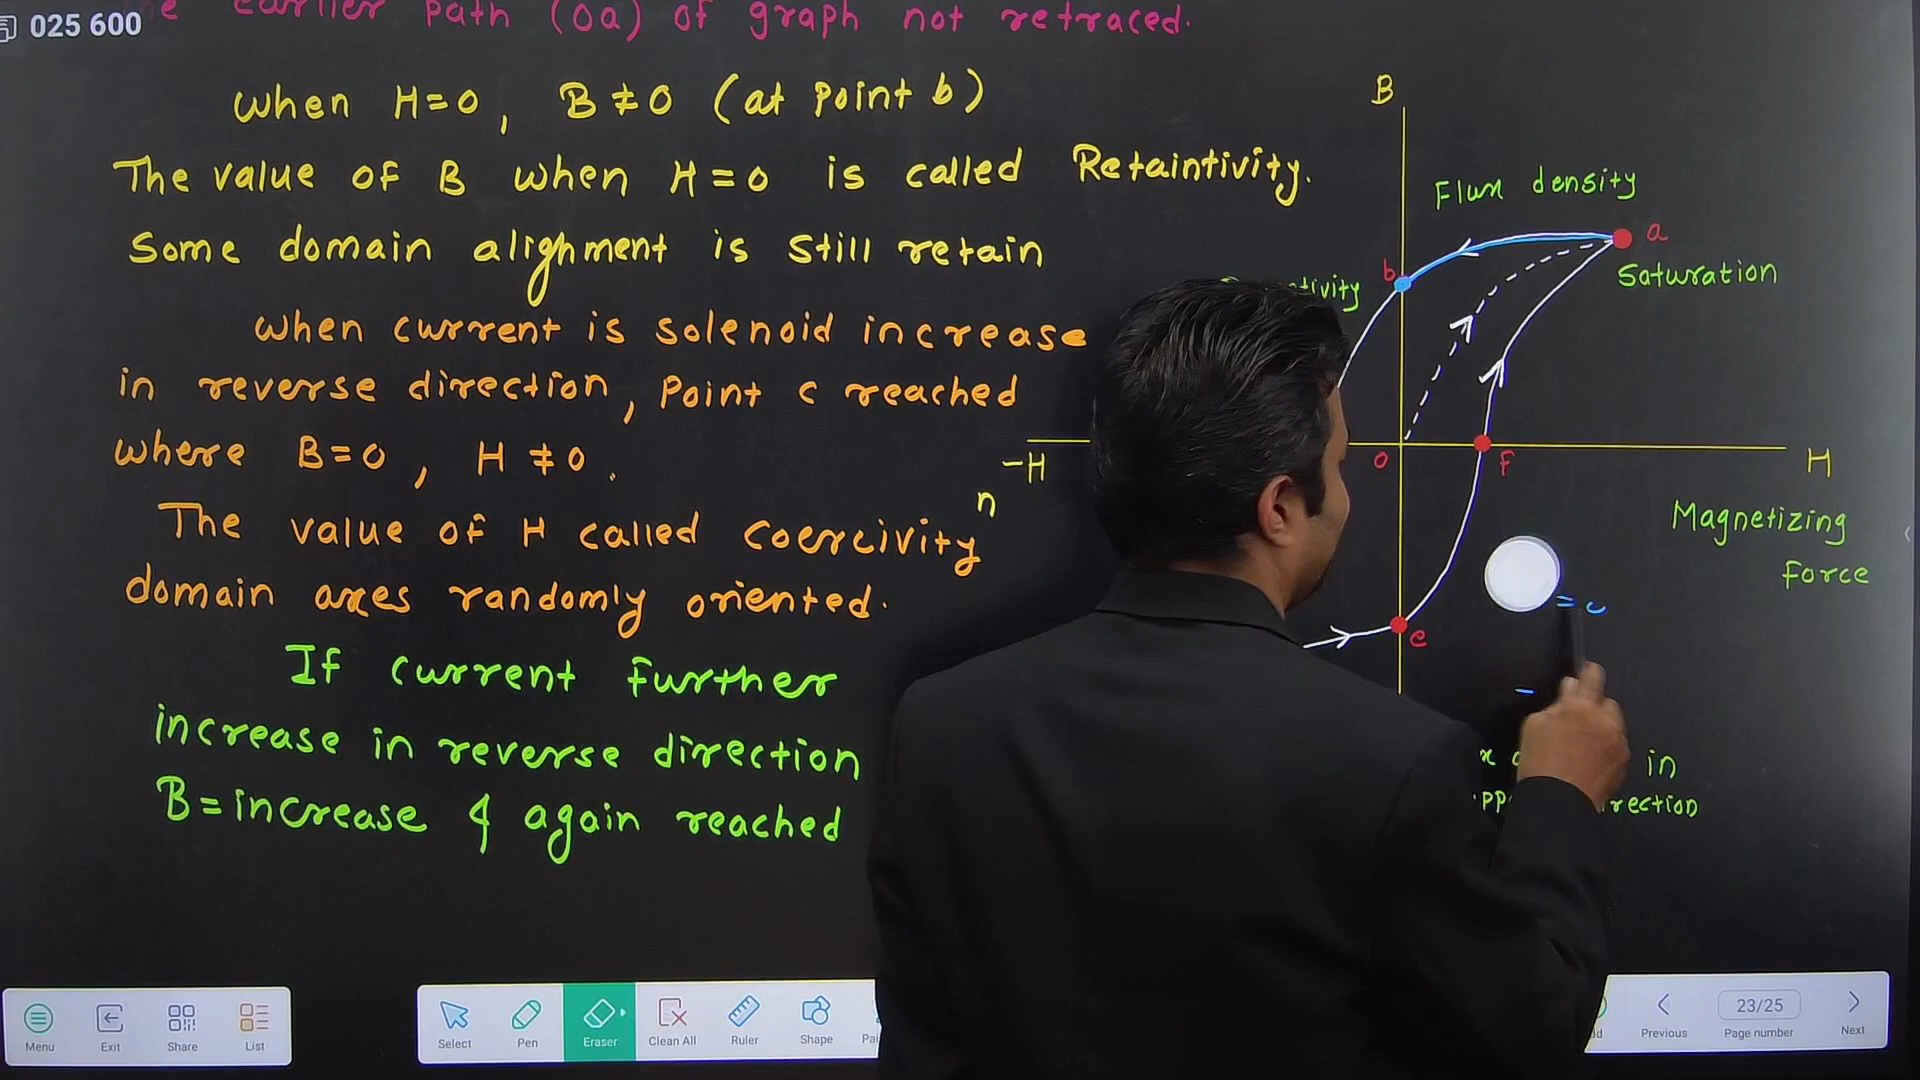 025 600
earlier path (oa) of graph not retraced.
When H=0, B≠0 (at point b)
The value of B when H=0 is called Retaintivity.
Some domain alighment is still retain
When current is solenoid increase
in reverse direction, Point c reached
where B=0, H≠0.
The value of H called Coercivity
n
domain axes randomly oriented.
If current further
increase in reverse direction
B=increase & again reached
B
Flux density
a
b
Saturation
-H
O
f
H
Magnetizing
Force
= c
e
-
in
Menu
Exit
Share
List
Select
Pen
Eraser
Clean All
Ruler
Shape
Previous
23/25
Page number
Next